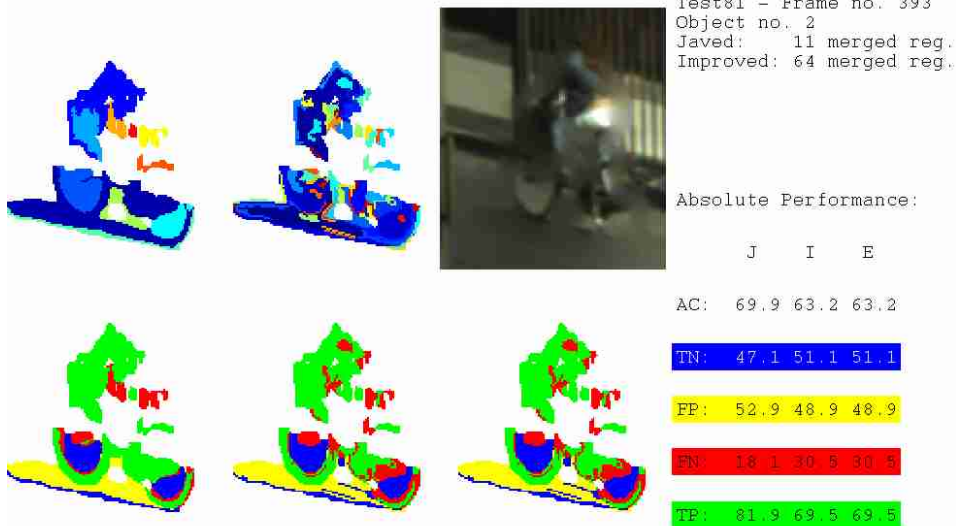 Test81 - Frame no. 393
Object no. 2
Javed: 11 merged reg.
Improved: 64 merged reg.
Absolute Performance:
J I E
AC: 69.9 63.2 63.2
TN: 47.1 51.1 51.1
FP: 52.9 48.9 48.9
FN: 18.1 30.5 30.5
TP: 81.9 69.5 69.5